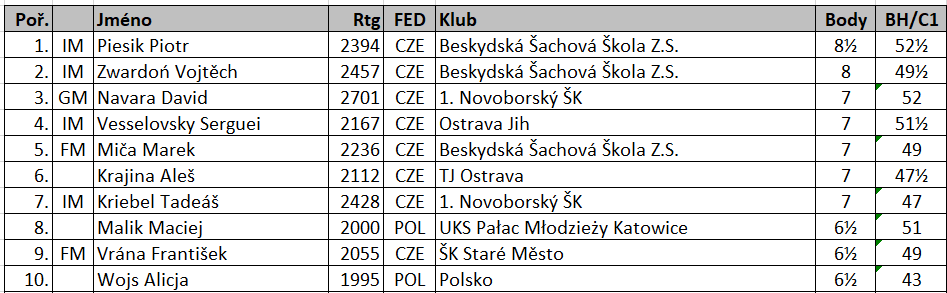 Poř. Jméno Rtg FED Klub Body BH/C1
1. IM Piesik Piotr 2394 CZE Beskydská Šachová Škola Z.S. 8½ 52½
2. IM Zwardoń Vojtěch 2457 CZE Beskydská Šachová Škola Z.S. 8 49½
3. GM Navara David 2701 CZE 1. Novoborský ŠK 7 52
4. IM Vesselovsky Serguei 2167 CZE Ostrava Jih 7 51½
5. FM Miča Marek 2236 CZE Beskydská Šachová Škola Z.S. 7 49
6. Krajina Aleš 2112 CZE TJ Ostrava 7 47½
7. IM Kriebel Tadeáš 2428 CZE 1. Novoborský ŠK 7 47
8. Malik Maciej 2000 POL UKS Pałac Młodzieży Katowice 6½ 51
9. FM Vrána František 2055 CZE ŠK Staré Město 6½ 49
10. Wojs Alicja 1995 POL Polsko 6½ 43